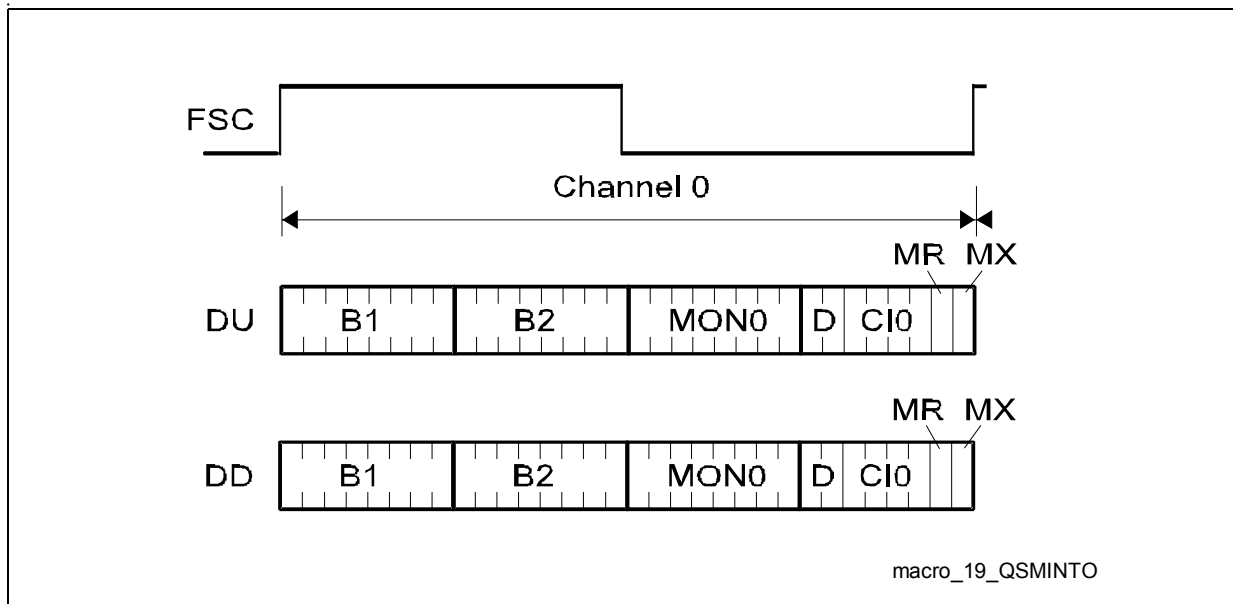 FSC
Channel 0
MR MX
DU B1 B2 MON0 D CI0
MR MX
DD B1 B2 MON0 D CI0
macro_19_QSMINTO